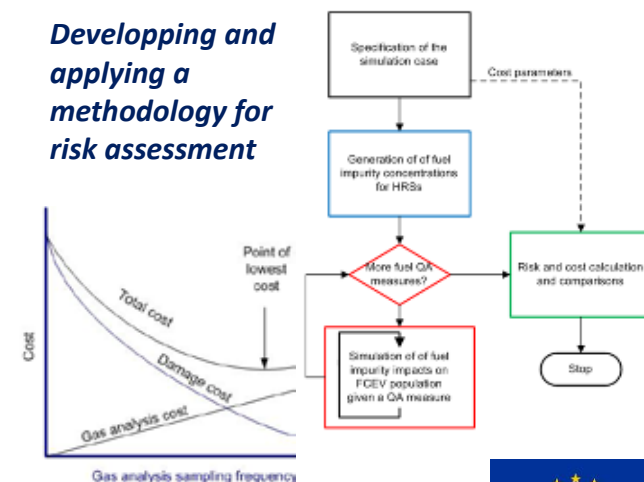 Developping and
applying a
methodology for
risk assessment
Specification of the
simulation case
Cost parameters
Generation of of fuel
impurity concentrations
for HRSs
More fuel QA
measures?
Risk and cost calculation
and comparisons
Simulation of of fuel
impurity impacts on
FCEV population
given a QA measure
Stop
Point of
lowest
cost
Total cost
Damage cost
Gas analysis cost
Cost
Gas analysis sampling frequency